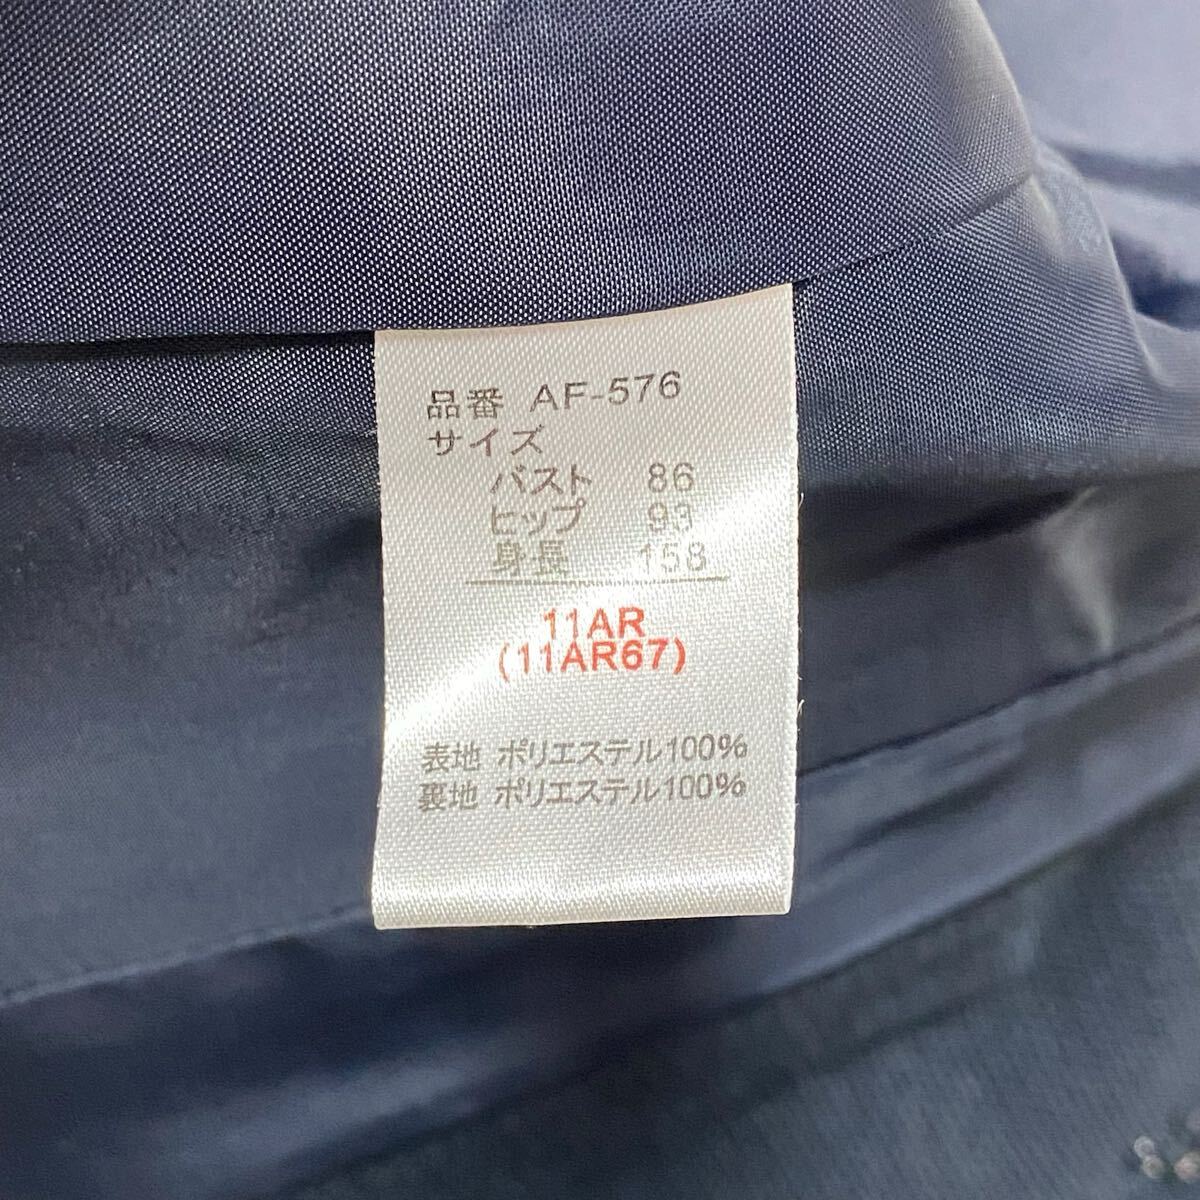 品番 AF-576
サイズ
バスト 86
ヒップ 93
身長 158
11AR
(11AR67)
表地 ポリエステル100%
裏地 ポリエステル100%